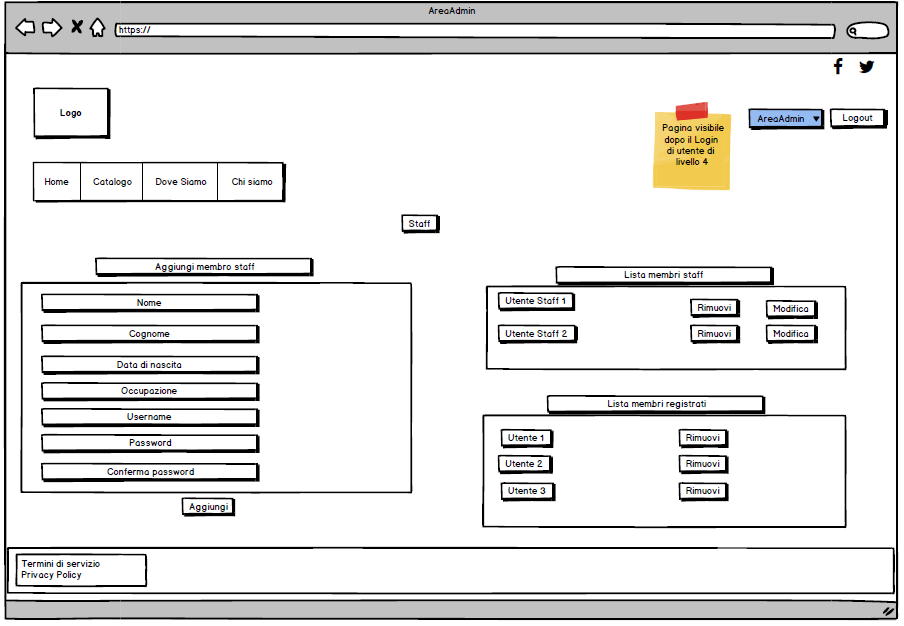 AreaAdmin
https://
Logo
Pagina visibile
dopo il Login
di utente di
livello 4
AreaAdmin
Logout
Home
Catalogo
Dove Siamo
Chi siamo
Staff
Aggiungi membro staff
Nome
Cognome
Data di nascita
Occupazione
Username
Password
Conferma password
Aggiungi
Lista membri staff
Utente Staff 1
Rimuovi
Modifica
Utente Staff 2
Rimuovi
Modifica
Lista membri registrati
Utente 1
Rimuovi
Utente 2
Rimuovi
Utente 3
Rimuovi
Termini di servizio
Privacy Policy